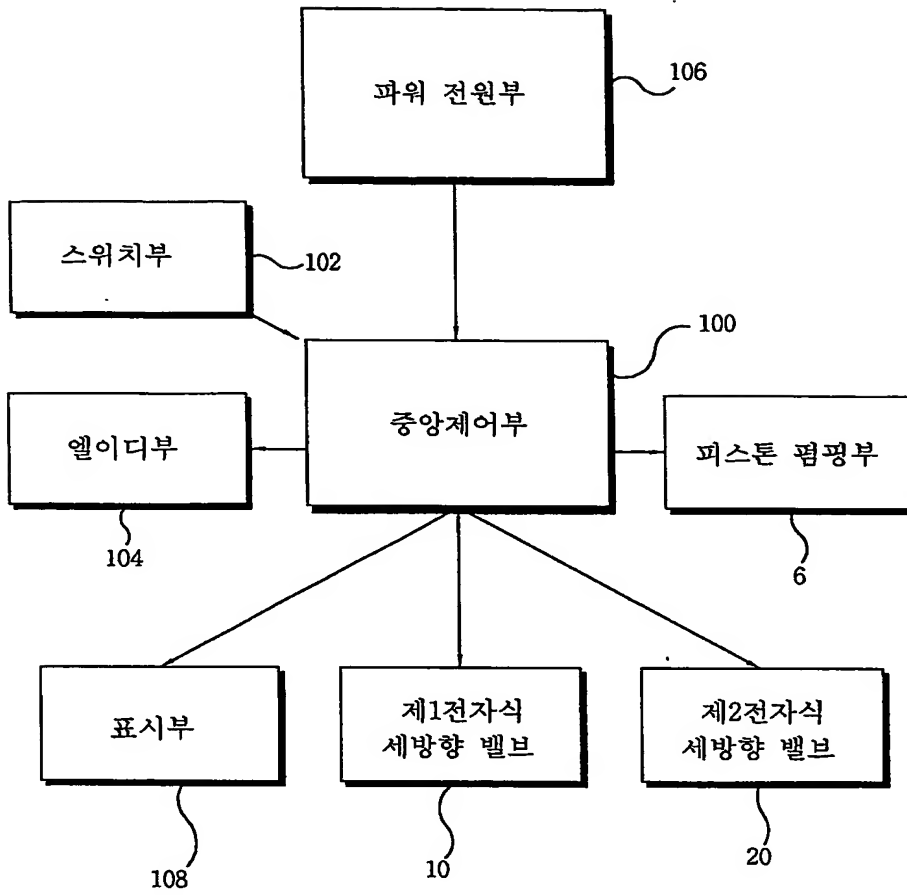 파워 전원부
106
스위치부
102
100
중앙제어부
엘이디부
피스톤 펌핑부
104
6
표시부
제1전자식
세방향 밸브
제2전자식
세방향 밸브
108
10
20